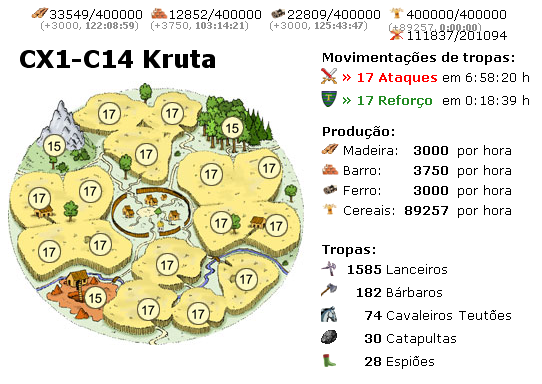 33549/400000 12852/400000 22809/400000 400000/400000
(+3000, 122:08:59) (+3750, 103:14:21) (+3000, 125:43:47) (+89257, 0:00:00)
111837/201094
CX1-C14 Kruta
Movimentações de tropas:
» 17 Ataques em 6:58:20 h
» 17 Reforço em 0:18:39 h
Produção:
Madeira: 3000 por hora
Barro: 3750 por hora
Ferro: 3000 por hora
Cereais: 89257 por hora
Tropas:
1585 Lanceiros
182 Bárbaros
74 Cavaleiros Teutões
30 Catapultas
28 Espiões
17 17 15
15 17
17 17
17 17
17 17
17 17
17 17
15 17
17